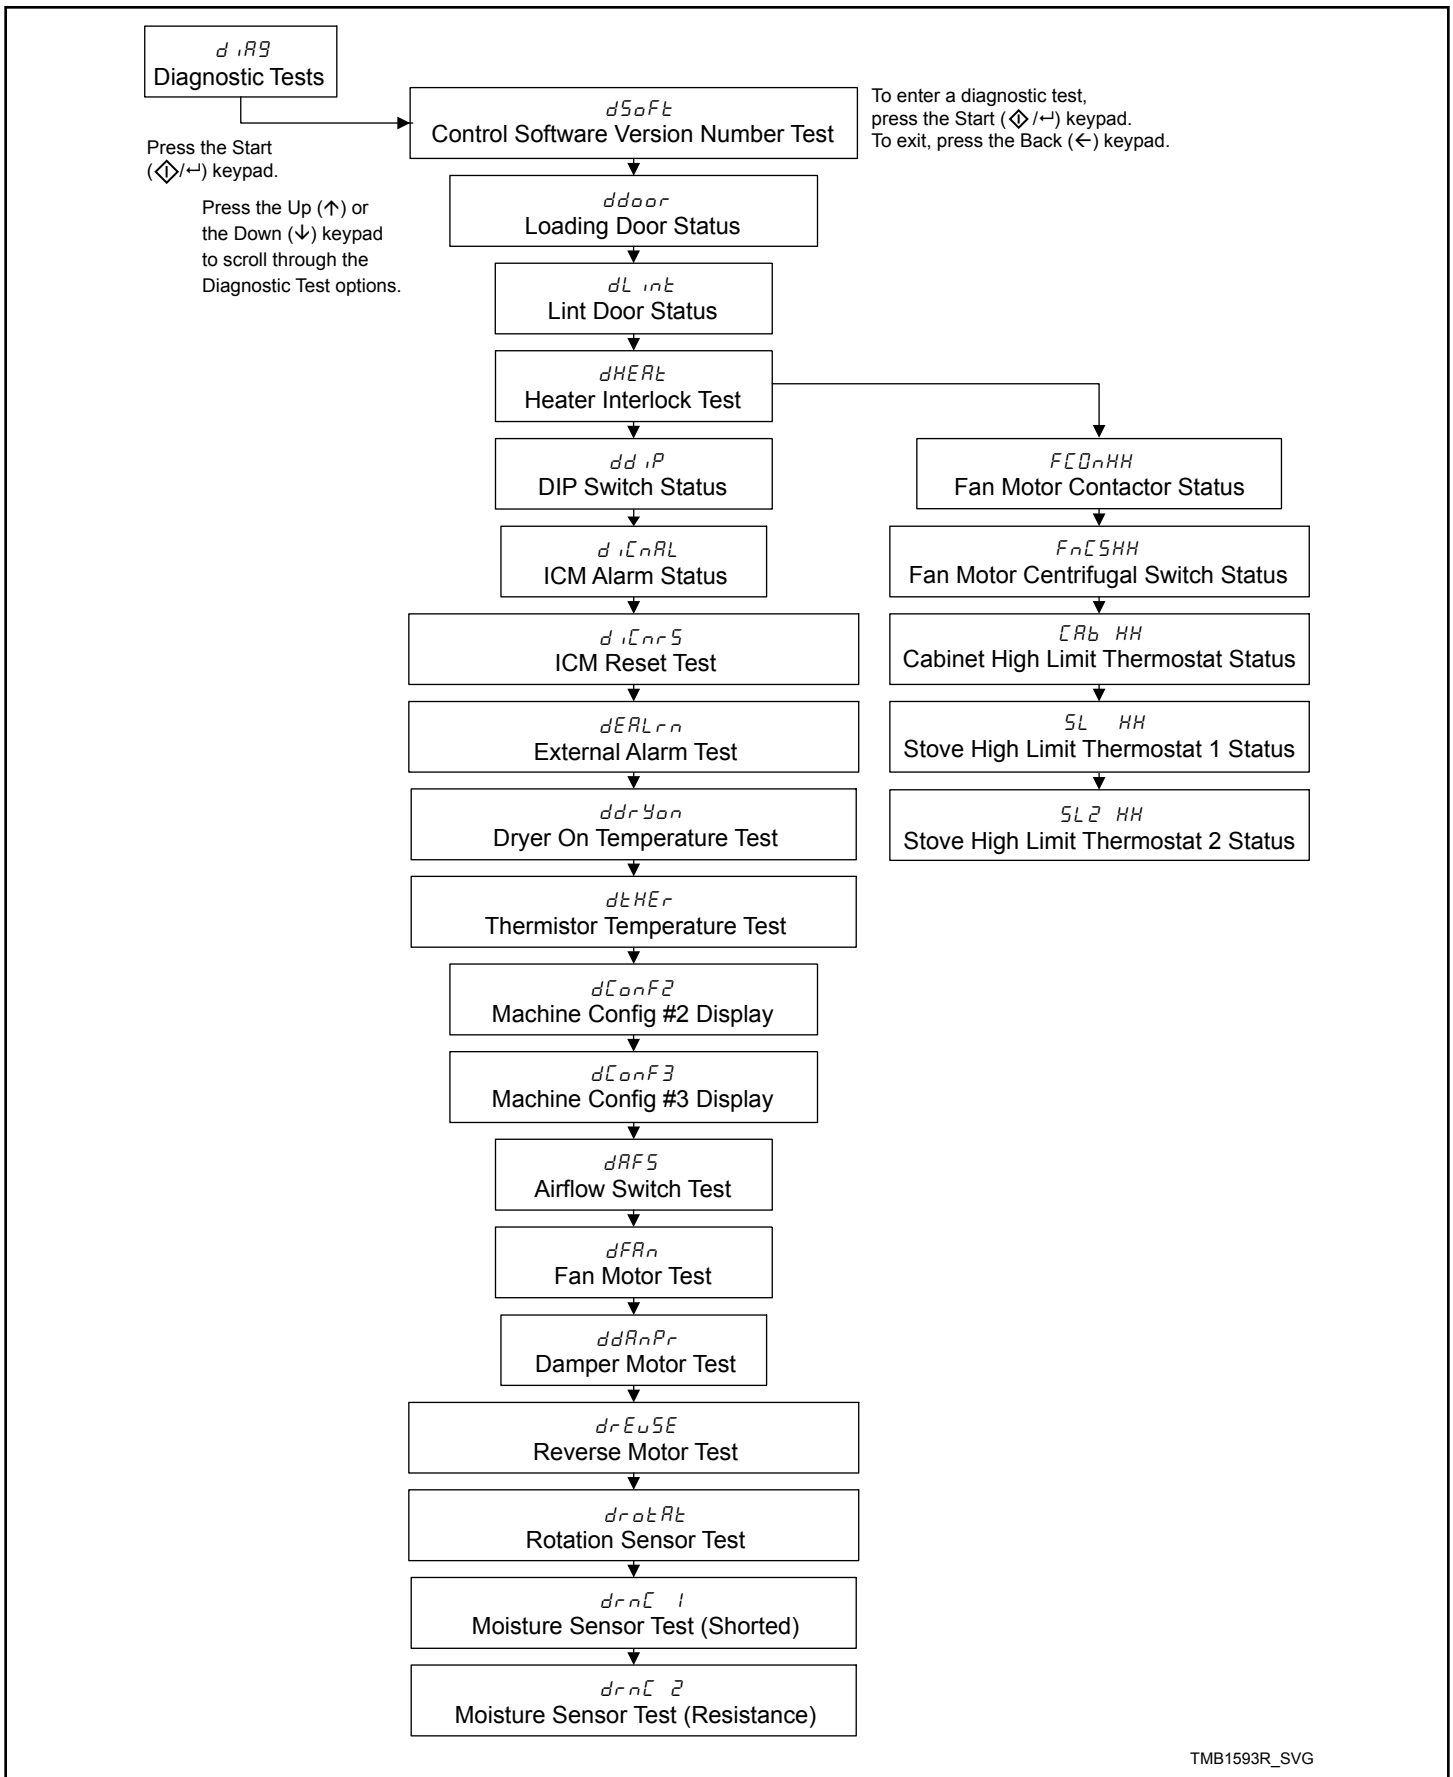 d iAg
Diagnostic Tests
Press the Start
(/↵) keypad.
Press the Up (↑) or
the Down (↓) keypad
to scroll through the
Diagnostic Test options.
To enter a diagnostic test,
press the Start ( /↵) keypad.
To exit, press the Back (←) keypad.
dSoFt
Control Software Version Number Test
ddoor
Loading Door Status
dL int
Lint Door Status
dHEAt
Heater Interlock Test
dd iP
DIP Switch Status
d iCnAL
ICM Alarm Status
d iCnrS
ICM Reset Test
dEALrn
External Alarm Test
ddrYon
Dryer On Temperature Test
dtHEr
Thermistor Temperature Test
dConF2
Machine Config #2 Display
dConF3
Machine Config #3 Display
dAFS
Airflow Switch Test
dFAn
Fan Motor Test
ddAnPr
Damper Motor Test
drEuSE
Reverse Motor Test
drotAt
Rotation Sensor Test
drnC 1
Moisture Sensor Test (Shorted)
drnC 2
Moisture Sensor Test (Resistance)
FC0nHH
Fan Motor Contactor Status
FnCSHH
Fan Motor Centrifugal Switch Status
CAb HH
Cabinet High Limit Thermostat Status
SL HH
Stove High Limit Thermostat 1 Status
SL2 HH
Stove High Limit Thermostat 2 Status
TMB1593R_SVG